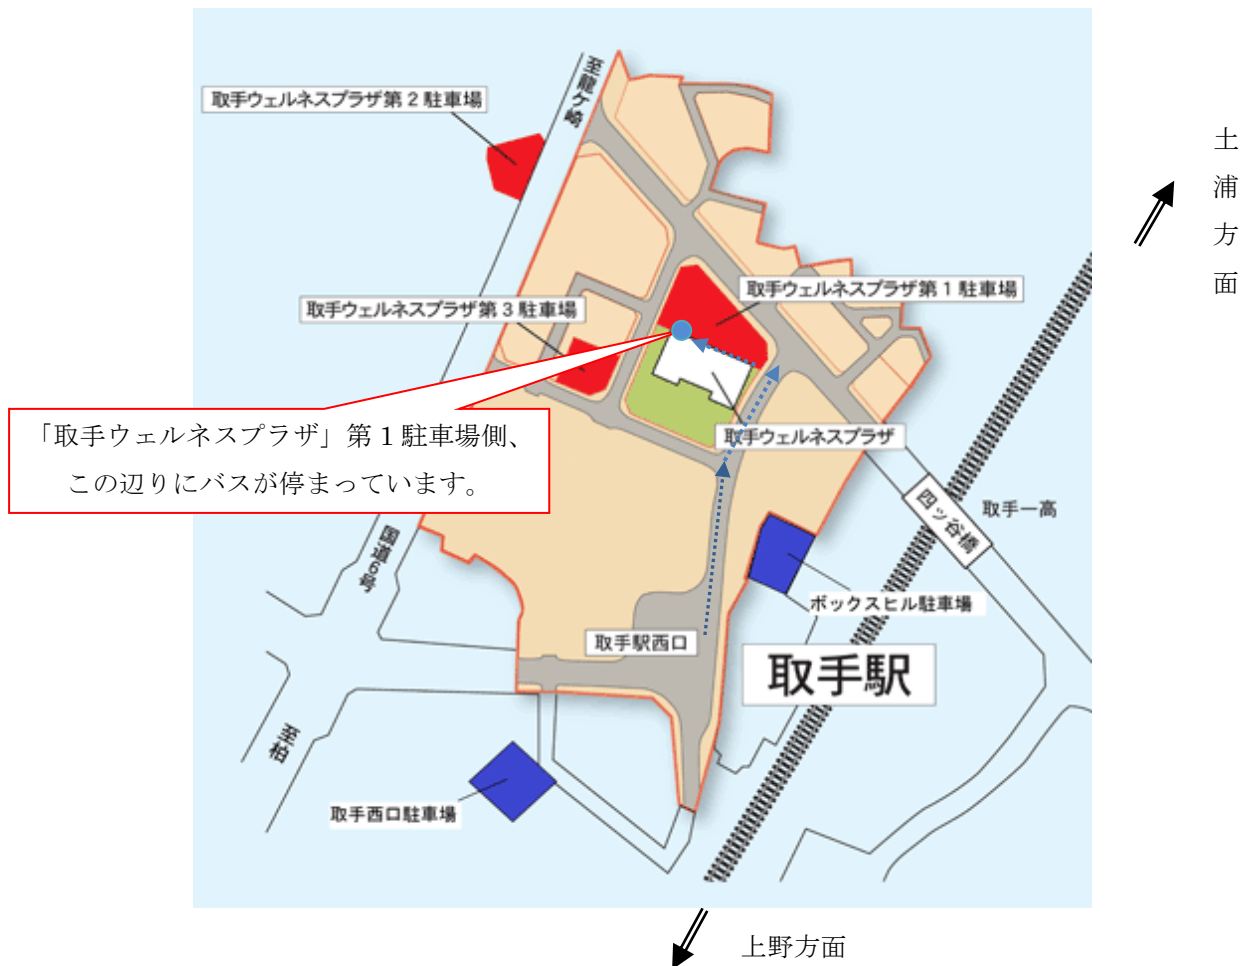 至龍ケ崎
取手ウェルネスプラザ第2駐車場
土浦方面
取手ウェルネスプラザ第1駐車場
取手ウェルネスプラザ第3駐車場
「取手ウェルネスプラザ」第1駐車場側、
この辺りにバスが停まっています。
取手ウェルネスプラザ
四ッ谷橋
取手一高
国道6号
ボックスヒル駐車場
取手駅西口
取手駅
至柏
取手西口駐車場
上野方面